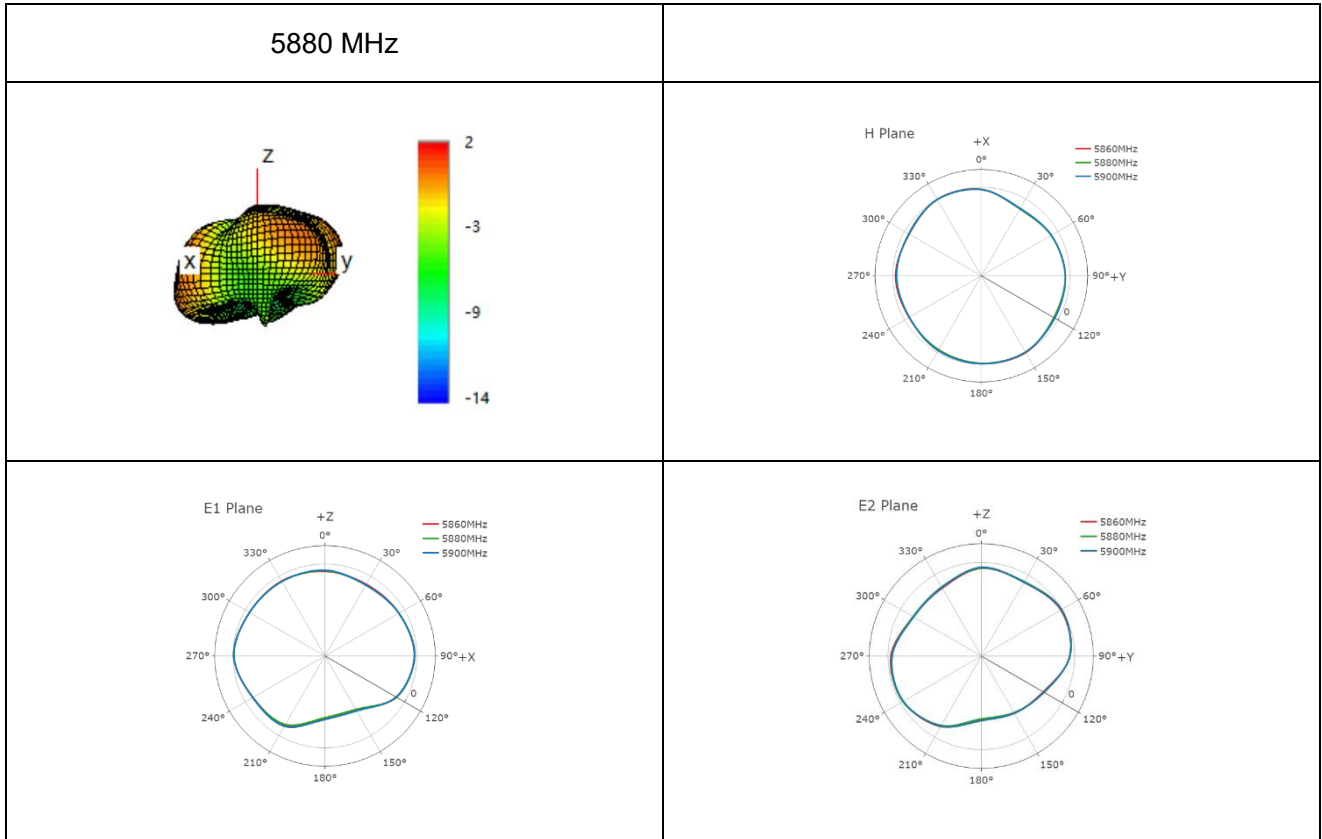 5880 MHz
Z
X
y
2
-3
-9
-14
H Plane
+X
0°
30°
60°
90°+Y
120°
150°
180°
210°
240°
270°
300°
330°
0
5860MHz
5880MHz
5900MHz
E1 Plane
+Z
0°
30°
60°
90°+X
120°
150°
180°
210°
240°
270°
300°
330°
0
5860MHz
5880MHz
5900MHz
E2 Plane
+Z
0°
30°
60°
90°+Y
120°
150°
180°
210°
240°
270°
300°
330°
0
5860MHz
5880MHz
5900MHz